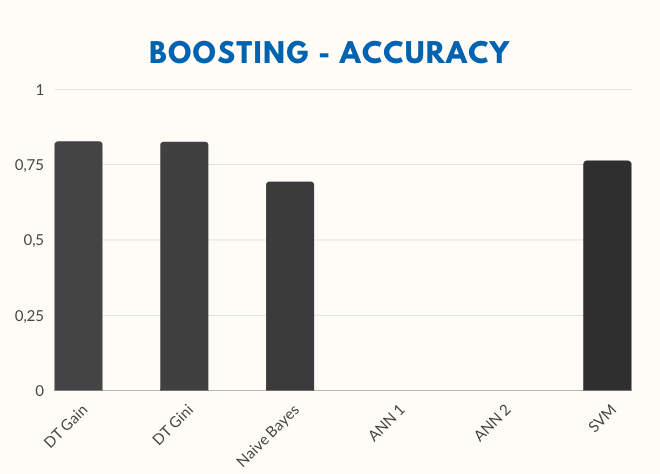 BOOSTING - ACCURACY
1
0,75
0,5
0,25
0
DT Gain
DT Gini
Naive Bayes
ANN 1
ANN 2
SVM